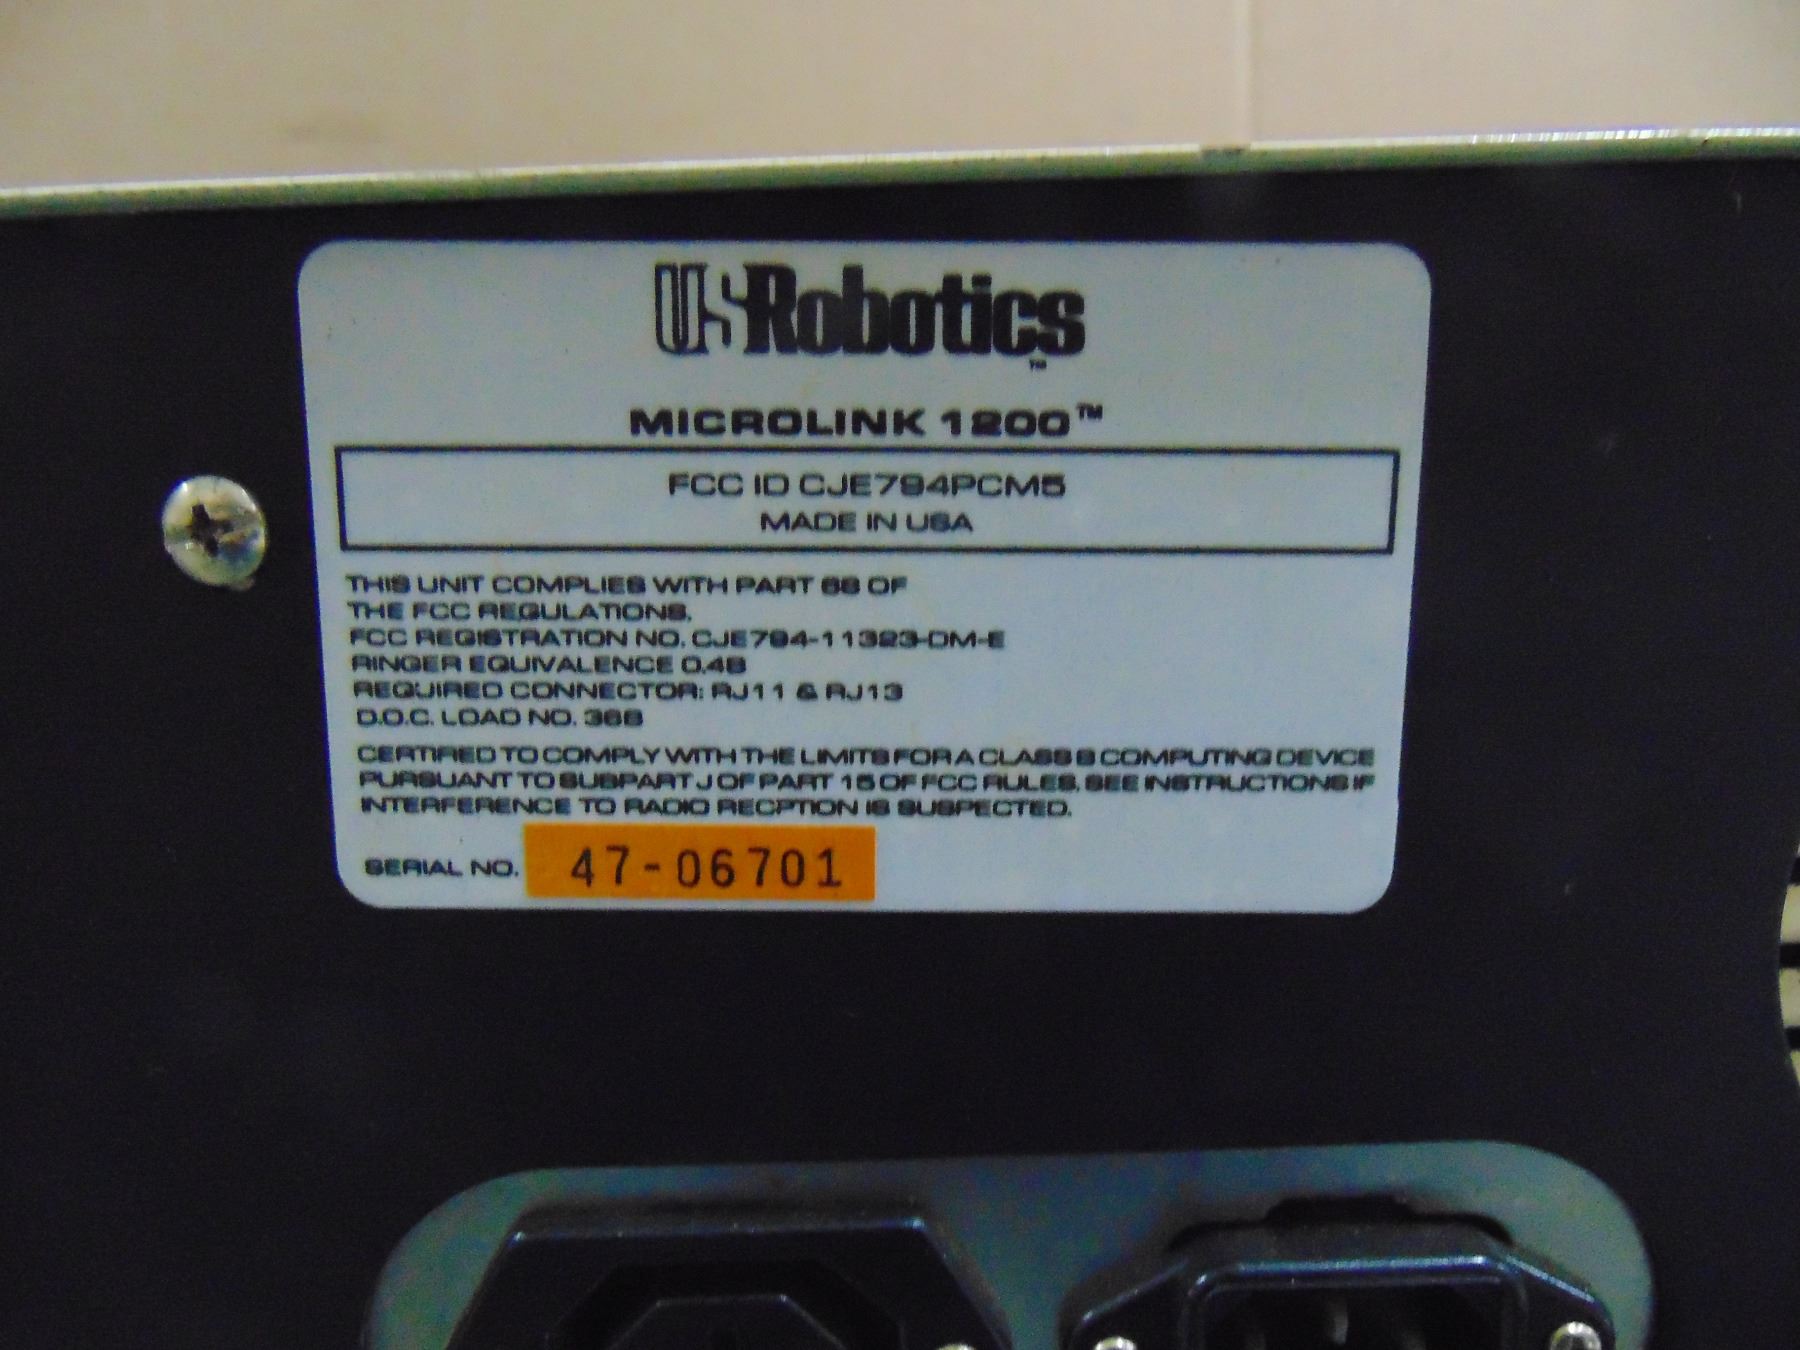 USRobotics™
MICROLINK 1200™
FCC ID CJE794PCM5
MADE IN USA
THIS UNIT COMPLIES WITH PART 68 OF
THE FCC REGULATIONS.
FCC REGISTRATION NO. CJE794-11323-DM-E
RINGER EQUIVALENCE 0.4B
REQUIRED CONNECTOR: RJ11 & RJ13
D.O.C. LOAD NO. 36B
CERTIFIED TO COMPLY WITH THE LIMITS FOR A CLASS B COMPUTING DEVICE
PURSUANT TO SUBPART J OF PART 15 OF FCC RULES. SEE INSTRUCTIONS IF
INTERFERENCE TO RADIO RECPTION IS SUSPECTED.
SERIAL NO. 47-06701